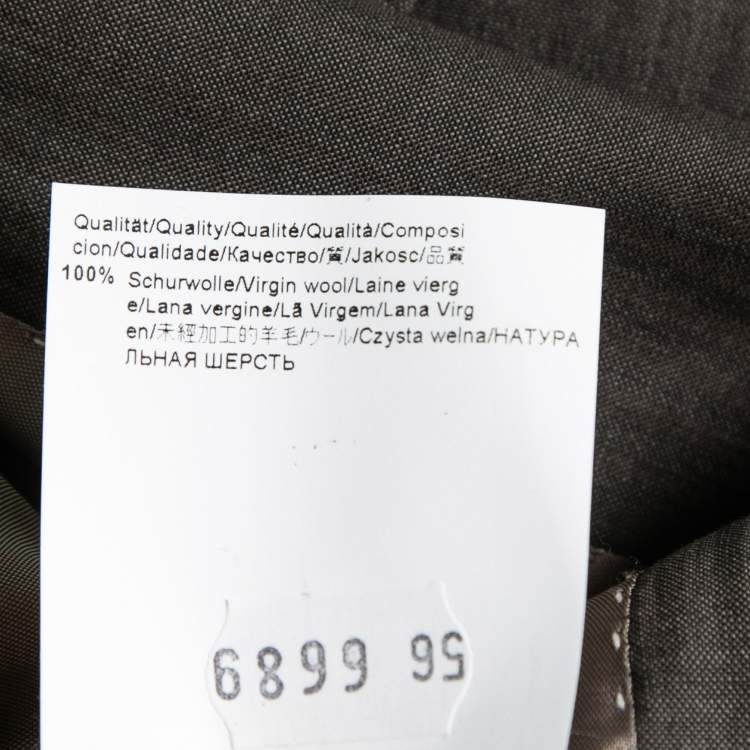 Qualität/Quality/Qualité/Qualità/Composi
cion/Qualidade/Качество/質/Jakosc/品質
100% Schurwolle/Virgin wool/Laine vierg
e/Lana vergine/Lã Virgem/Lana Virg
en/未經加工的羊毛/ウール/Czysta welna/НАТУРА
ЛЬНАЯ ШЕРСТЬ